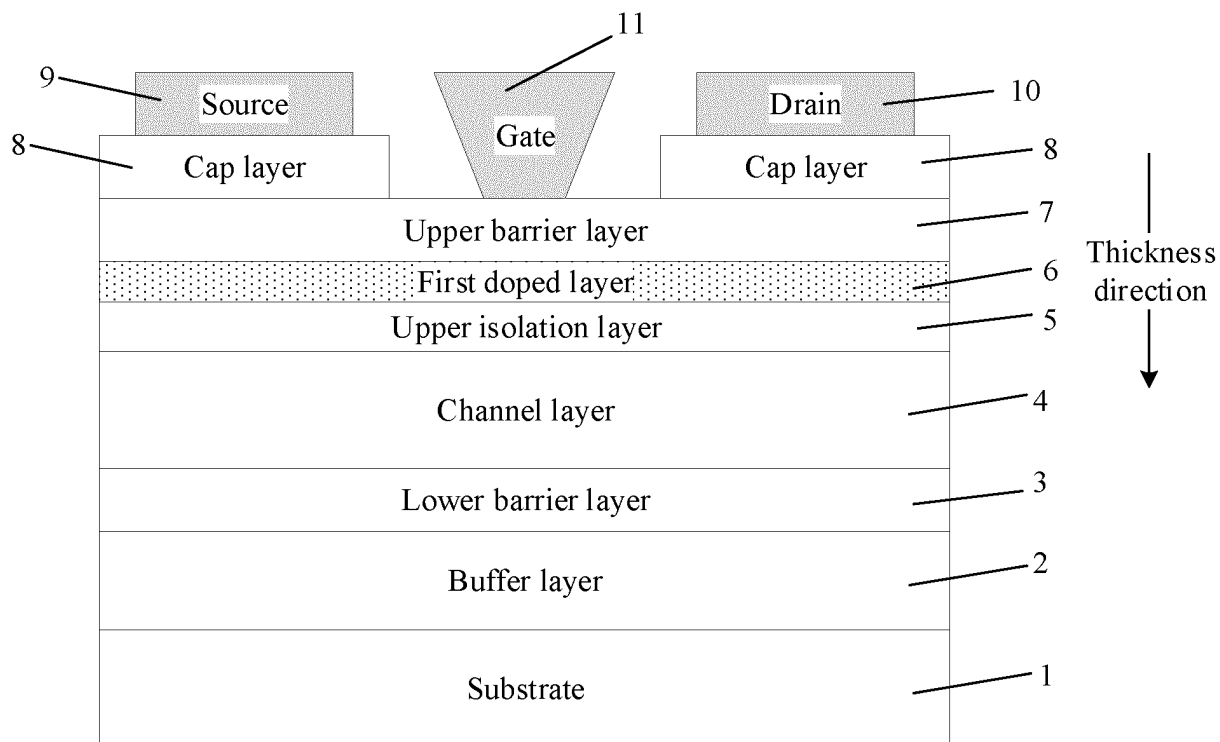 11
9
Source
Gate
Drain
10
8
Cap layer
Cap layer
8
Upper barrier layer
7
First doped layer
6
Upper isolation layer
5
Thickness
direction
Channel layer
4
Lower barrier layer
3
Buffer layer
2
Substrate
1